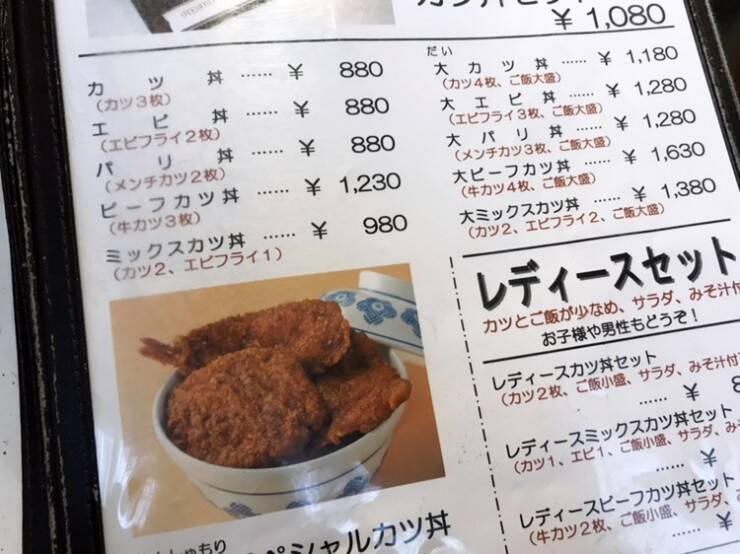 ¥ 1,080
カツ丼 …… ¥ 880
(カツ3枚)
エビ丼 …… ¥ 880
(エビフライ2枚)
パリ丼 …… ¥ 880
(メンチカツ2枚)
ビーフカツ丼 …… ¥ 1,230
(牛カツ3枚)
ミックスカツ丼 …… ¥ 980
(カツ2、エビフライ1)
だい
大カツ丼 …… ¥ 1,180
(カツ4枚、ご飯大盛)
大エビ丼 …… ¥ 1,280
(エビフライ3枚、ご飯大盛)
大パリ丼 …… ¥ 1,280
(メンチカツ3枚、ご飯大盛)
大ビーフカツ丼 …… ¥ 1,630
(牛カツ4枚、ご飯大盛)
大ミックスカツ丼 …… ¥ 1,380
(カツ2、エビフライ2、ご飯大盛)
レディースセット
カツとご飯が少なめ、サラダ、みそ汁付
お子様や男性もどうぞ!
レディースカツ丼セット
(カツ2枚、ご飯小盛、サラダ、みそ汁付
…… ¥
レディースミックスカツ丼セット
(カツ1、エビ1、ご飯小盛、サラダ、み
…… ¥
レディースビーフカツ丼セット
(牛カツ2枚、ご飯小盛、サラダ、
…… ¥
ペシャルカツ丼